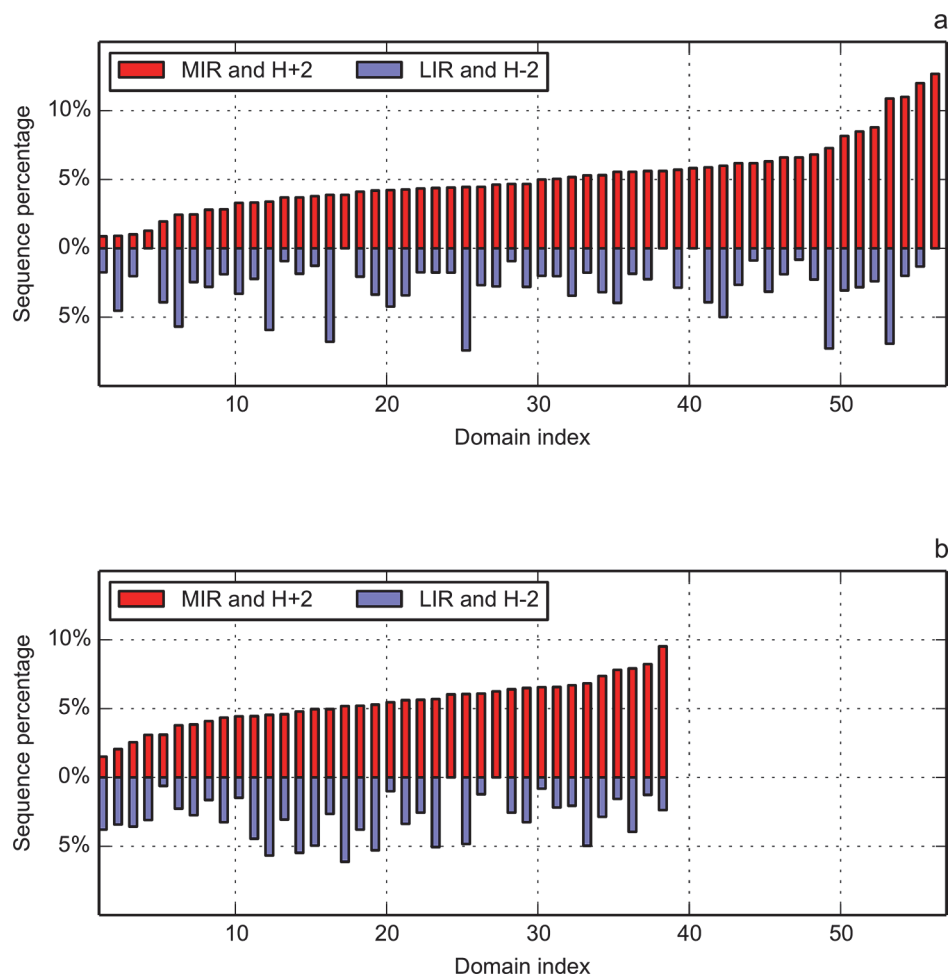 a
MIR and H+2 LIR and H-2
10%
5%
0%
5%
Sequence percentage
10 20 30 40 50
Domain index
b
MIR and H+2 LIR and H-2
10%
5%
0%
5%
Sequence percentage
10 20 30 40 50
Domain index